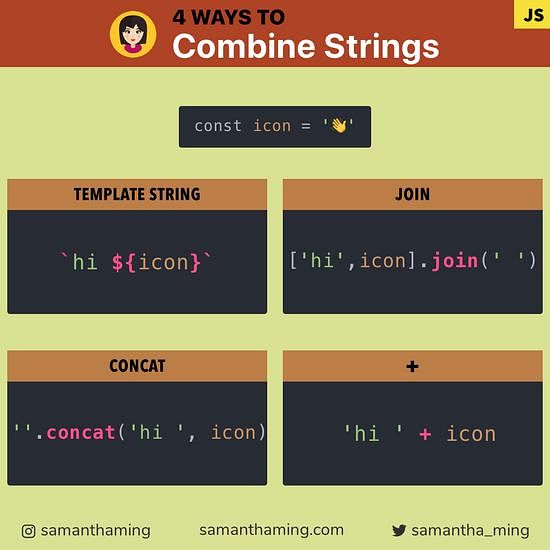 4 WAYS TO
JS
Combine Strings
const icon = '👋'
TEMPLATE STRING
`hi ${icon}`
JOIN
['hi',icon].join(' ')
CONCAT
''.concat('hi ', icon)
+
'hi ' + icon
samanthaming
samanthaming.com
samantha_ming